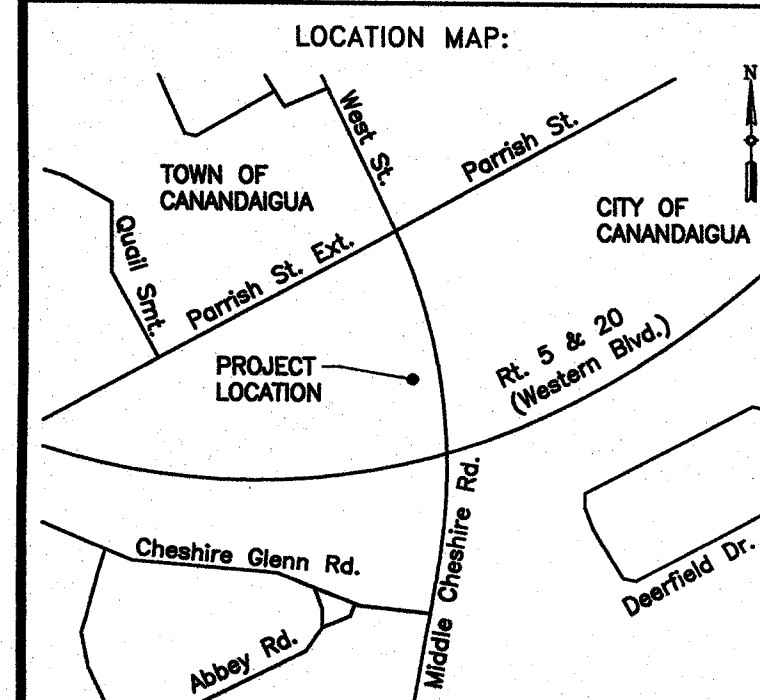 LOCATION MAP:
N
West St.
Parrish St.
TOWN OF
CANANDAIGUA
CITY OF
CANANDAIGUA
Quail Smt.
Parrish St. Ext.
PROJECT
LOCATION
Rt. 5 & 20
(Western Blvd.)
Cheshire Glenn Rd.
Middle Cheshire Rd.
Deerfield Dr.
Abbey Rd.